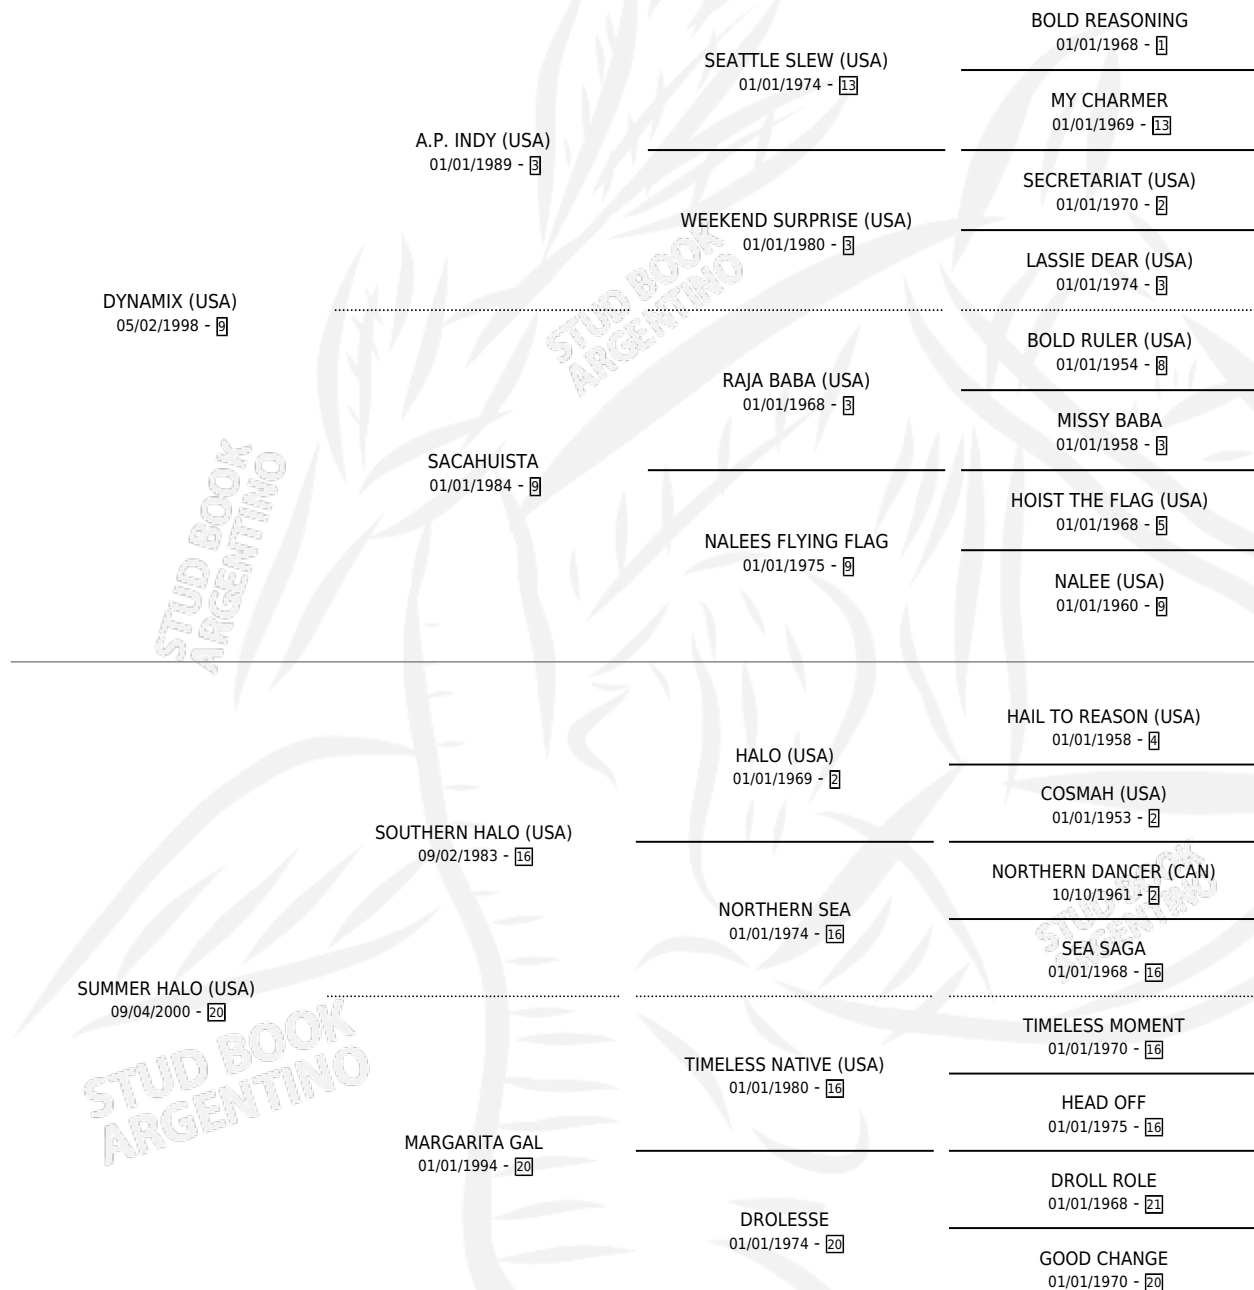 BOLD REASONING
01/01/1968 - 1
SEATTLE SLEW (USA)
01/01/1974 - 13
MY CHARMER
01/01/1969 - 13
A.P. INDY (USA)
01/01/1989 - 3
SECRETARIAT (USA)
01/01/1970 - 2
WEEKEND SURPRISE (USA)
01/01/1980 - 3
LASSIE DEAR (USA)
01/01/1974 - 3
DYNAMIX (USA)
05/02/1998 - 9
BOLD RULER (USA)
01/01/1954 - 8
RAJA BABA (USA)
01/01/1968 - 3
MISSY BABA
01/01/1958 - 3
SACAHUISTA
01/01/1984 - 9
HOIST THE FLAG (USA)
01/01/1968 - 5
NALEES FLYING FLAG
01/01/1975 - 9
NALEE (USA)
01/01/1960 - 9
HAIL TO REASON (USA)
01/01/1958 - 4
HALO (USA)
01/01/1969 - 2
COSMAH (USA)
01/01/1953 - 2
SOUTHERN HALO (USA)
09/02/1983 - 16
NORTHERN DANCER (CAN)
10/10/1961 - 2
NORTHERN SEA
01/01/1974 - 16
SEA SAGA
01/01/1968 - 16
SUMMER HALO (USA)
09/04/2000 - 20
TIMELESS MOMENT
01/01/1970 - 16
TIMELESS NATIVE (USA)
01/01/1980 - 16
HEAD OFF
01/01/1975 - 16
MARGARITA GAL
01/01/1994 - 20
DROLL ROLE
01/01/1968 - 21
DROLESSE
01/01/1974 - 20
GOOD CHANGE
01/01/1970 - 20
STUD BOOK
ARGENTINO
STUD BOOK
ARGENTINO
STUD BOOK
ARGENTINO
STUD BOOK
ARGENTINO